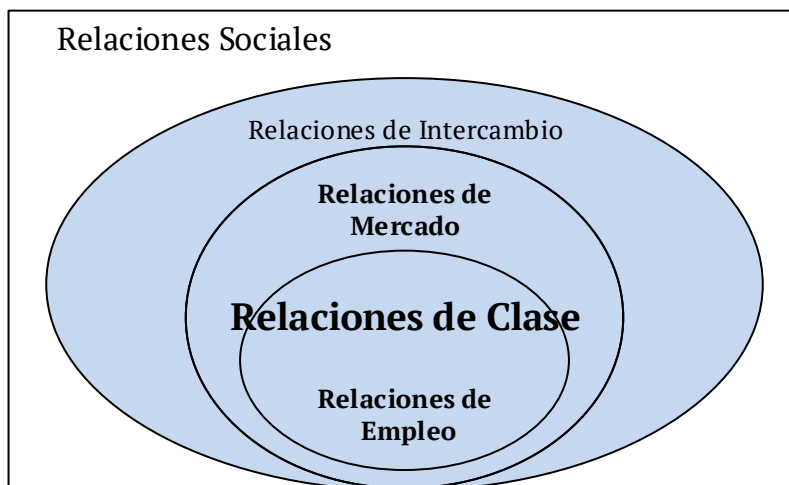 Relaciones Sociales
Relaciones de Intercambio
Relaciones de
Mercado
Relaciones de Clase
Relaciones de
Empleo